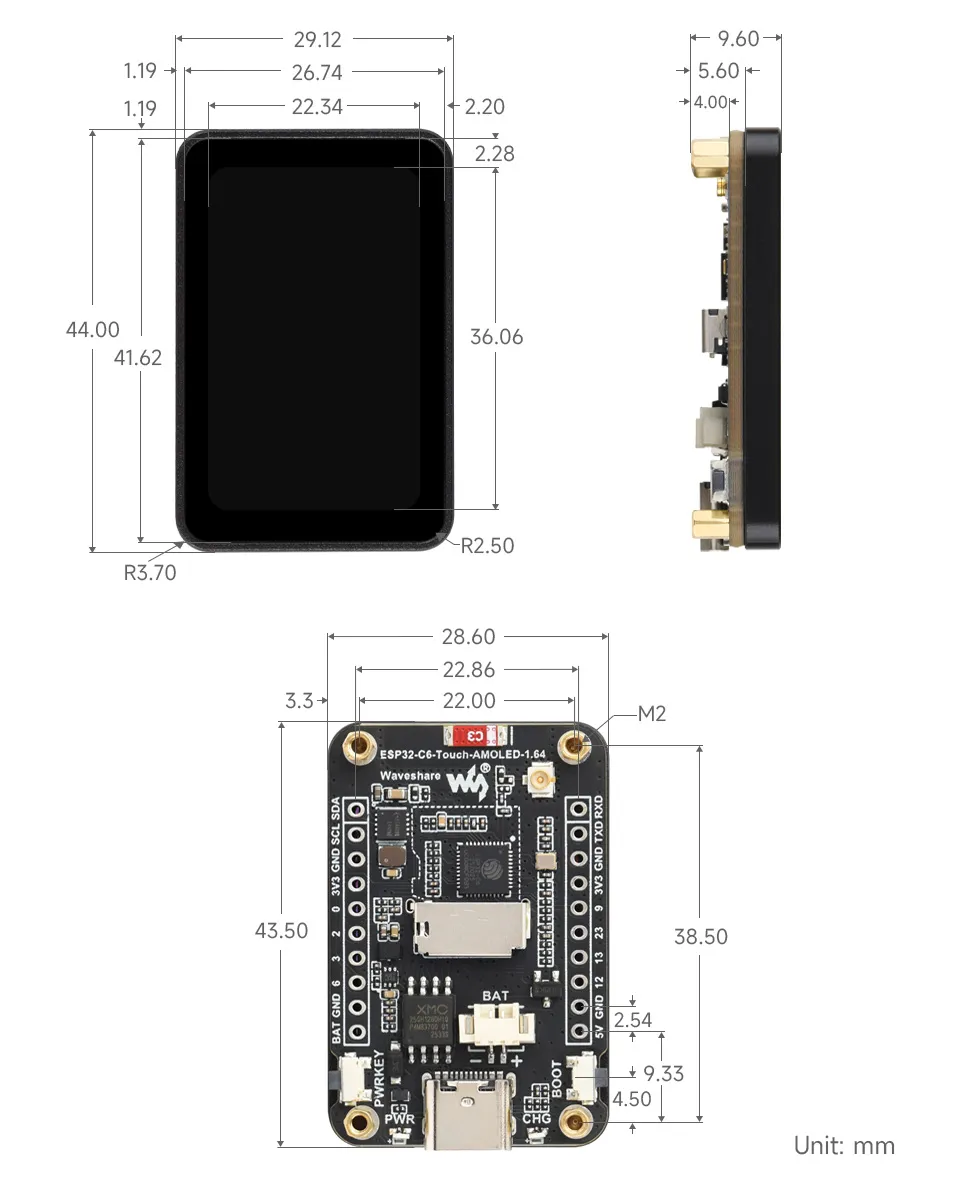 29.12
9.60
1.19
26.74
5.60
1.19
22.34
2.20
4.00
2.28
44.00
36.06
41.62
R2.50
R3.70
28.60
22.86
3.3
22.00
M2
C3
ESP32-C6-Touch-AMOLED-1.64
Waveshare
®
SDA
SCL
GND
3V3
0
2
3
6
GND
BAT
RXD
TXD
GND
3V3
9
23
13
12
GND
5V
43.50
38.50
BAT
XMC
2.54
- +
PWRKEY
BOOT
9.33
4.50
PWR
CHG
Unit: mm